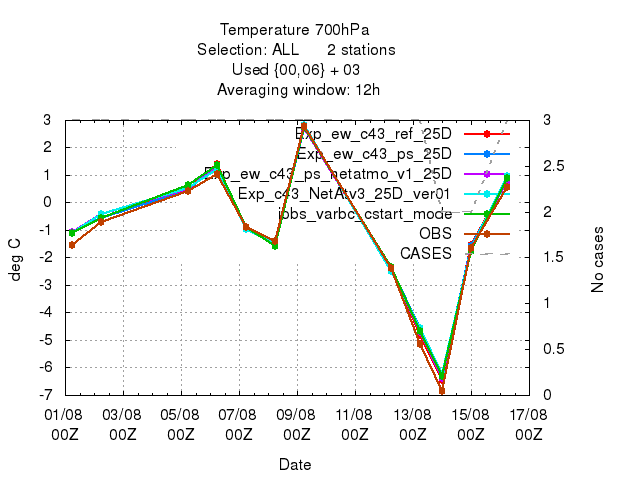 Temperature 700hPa
Selection: ALL 2 stations
Used {00,06} + 03
Averaging window: 12h
3 3
2 2.5
1 2
0 1.5
-1 1
-2 0.5
-3 0
-4
-5
-6
-7
deg C
No cases
Exp_ew_c43_ref_25D
Exp_ew_c43_ps_25D
Exp_ew_c43_ps_netatmo_v1_25D
Exp_c43_NetAtv3_25D_ver01
jobs_varbc_cstart_mode
OBS
CASES
01/08 03/08 05/08 07/08 09/08 11/08 13/08 15/08 17/08
00Z 00Z 00Z 00Z 00Z 00Z 00Z 00Z 00Z
Date